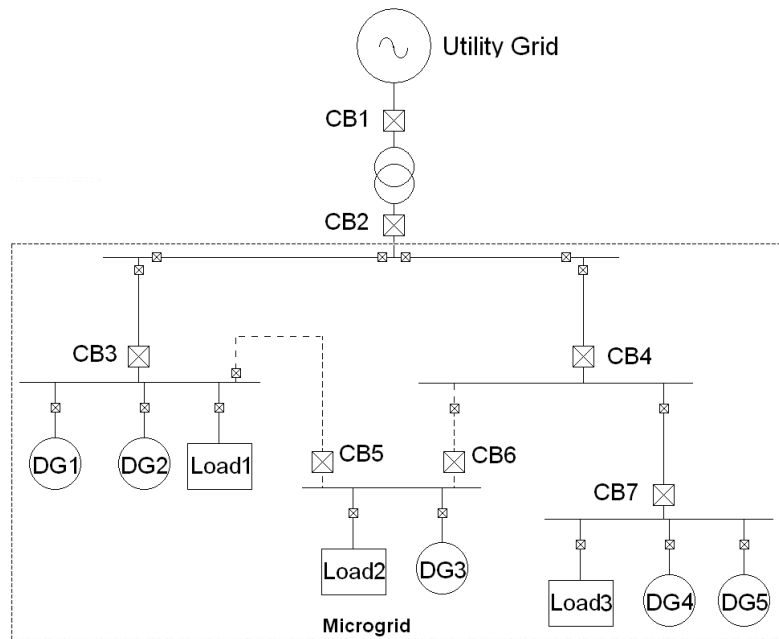 Utility Grid
CB1
CB2
CB3
CB4
DG1
DG2
Load1
CB5
CB6
CB7
Load2
DG3
Load3
DG4
DG5
Microgrid